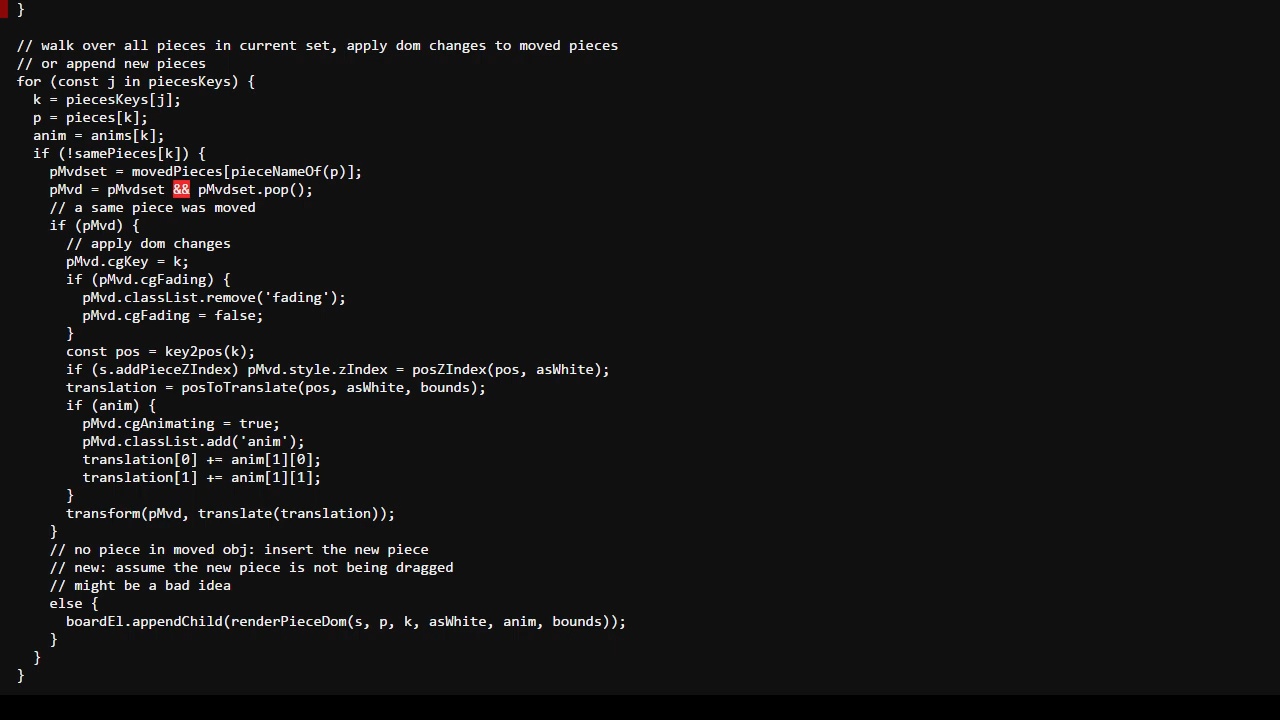 }
// walk over all pieces in current set, apply dom changes to moved pieces
// or append new pieces
for (const j in piecesKeys) {
k = piecesKeys[j];
p = pieces[k];
anim = anims[k];
if (!samePieces[k]) {
pMvdset = movedPieces[pieceNameOf(p)];
pMvd = pMvdset && pMvdset.pop();
// a same piece was moved
if (pMvd) {
// apply dom changes
pMvd.cgKey = k;
if (pMvd.cgFading) {
pMvd.classList.remove('fading');
pMvd.cgFading = false;
}
const pos = key2pos(k);
if (s.addPieceZIndex) pMvd.style.zIndex = posZIndex(pos, asWhite);
translation = posToTranslate(pos, asWhite, bounds);
if (anim) {
pMvd.cgAnimating = true;
pMvd.classList.add('anim');
translation[0] += anim[1][0];
translation[1] += anim[1][1];
}
transform(pMvd, translate(translation));
}
// no piece in moved obj: insert the new piece
// new: assume the new piece is not being dragged
// might be a bad idea
else {
boardEl.appendChild(renderPieceDom(s, p, k, asWhite, anim, bounds));
}
}
}